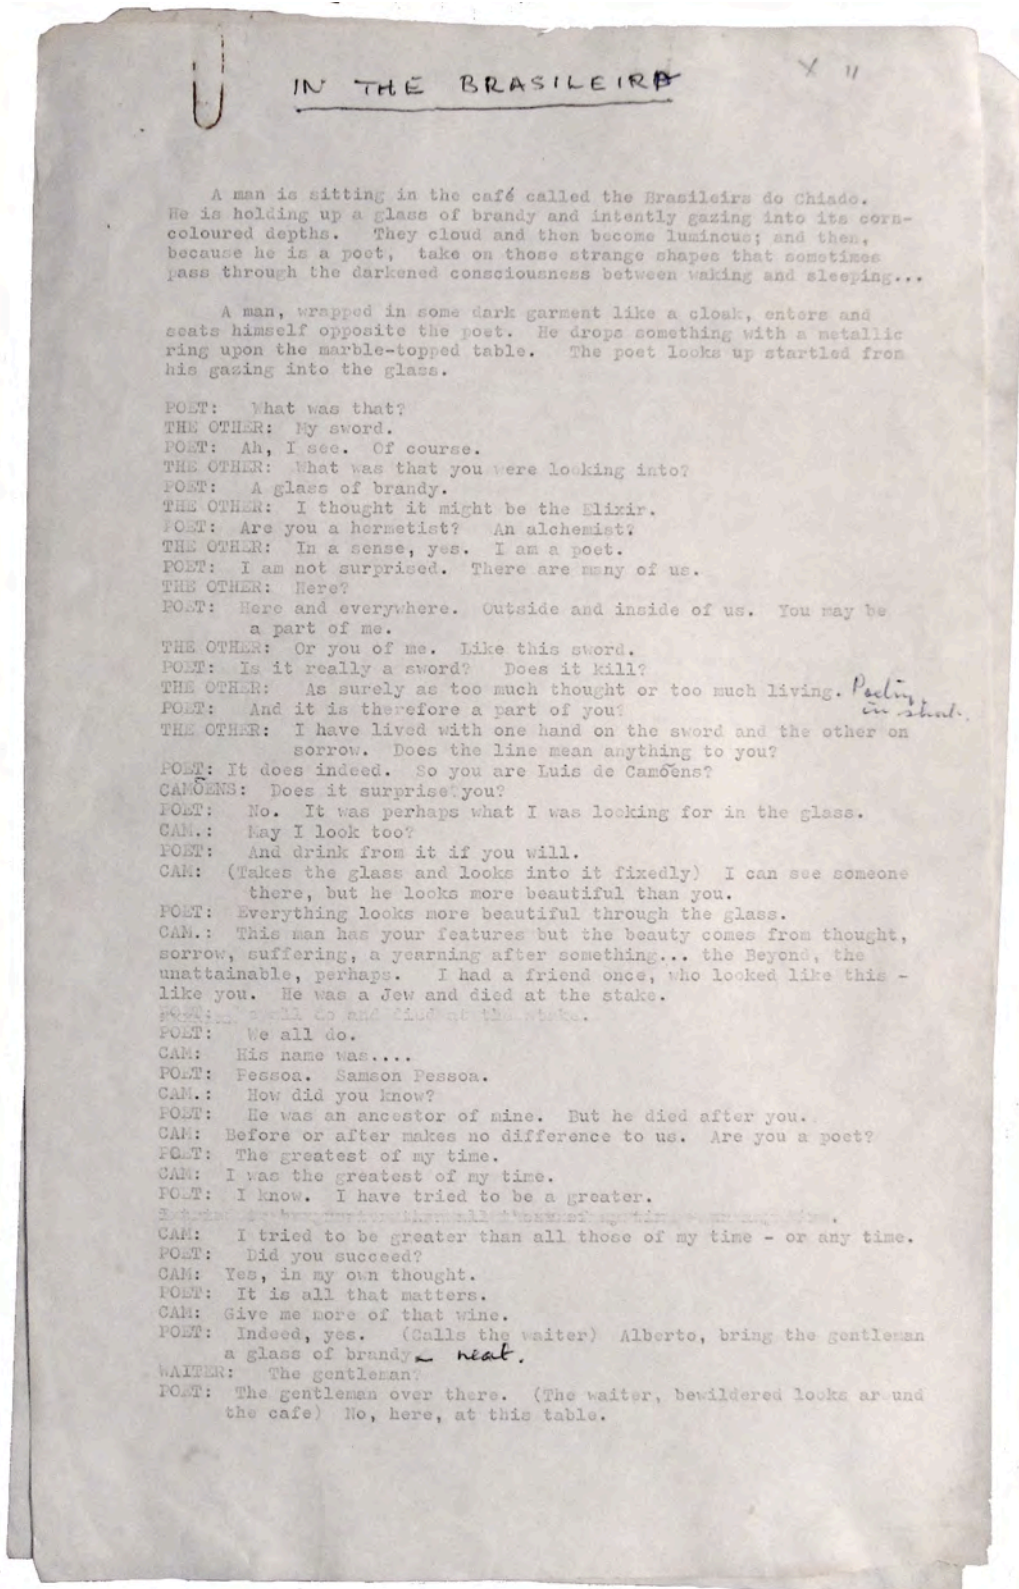 IN THE BRASILEIRA
A man is sitting in the café called the Brasileira do Chiado.
He is holding up a glass of brandy and intently gazing into its corn-
coloured depths. They cloud and then become luminous; and then,
because he is a poet, take on those strange shapes that sometimes
pass through the darkened consciousness between waking and sleeping...
A man, wrapped in some dark garment like a cloak, enters and
seats himself opposite the poet. He drops something with a metallic
ring upon the marble-topped table. The poet looks up startled from
his gazing into the glass.
POET: What was that?
THE OTHER: My sword.
POET: Ah, I see. Of course.
THE OTHER: What was that you were looking into?
POET: A glass of brandy.
THE OTHER: I thought it might be the Elixir.
POET: Are you a hermetist? An alchemist?
THE OTHER: In a sense, yes. I am a poet.
POET: I am not surprised. There are many of us.
THE OTHER: Here?
POET: Here and everywhere. Outside and inside of us. You may be
a part of me.
THE OTHER: Or you of me. Like this sword.
POET: Is it really a sword? Does it kill?
THE OTHER: As surely as too much thought or too much living. Poetry,
in short.
POET: And it is therefore a part of you?
THE OTHER: I have lived with one hand on the sword and the other on
sorrow. Does the line mean anything to you?
POET: It does indeed. So you are Luis de Camõens?
CAMÕENS: Does it surprise you?
POET: No. It was perhaps what I was looking for in the glass.
CAM.: May I look too?
POET: And drink from it if you will.
CAM: (Takes the glass and looks into it fixedly) I can see someone
there, but he looks more beautiful than you.
POET: Everything looks more beautiful through the glass.
CAM.: This man has your features but the beauty comes from thought,
sorrow, suffering, a yearning after something... the Beyond, the
unattainable, perhaps. I had a friend once, who looked like this -
like you. He was a Jew and died at the stake.
POET: We all do and died at the stake.
POET: We all do.
CAM: His name was....
POET: Pessoa. Samson Pessoa.
CAM.: How did you know?
POET: He was an ancestor of mine. But he died after you.
CAM: Before or after makes no difference to us. Are you a poet?
POET: The greatest of my time.
CAM: I was the greatest of my time.
POET: I know. I have tried to be a greater.
CAM: I tried to be greater than all those of my time - or any time.
POET: Did you succeed?
CAM: Yes, in my own thought.
POET: It is all that matters.
CAM: Give me more of that wine.
POET: Indeed, yes. (Calls the waiter) Alberto, bring the gentleman
a glass of brandy neat.
WAITER: The gentleman?
POET: The gentleman over there. (The waiter, bewildered looks ar und
the cafe) No, here, at this table.